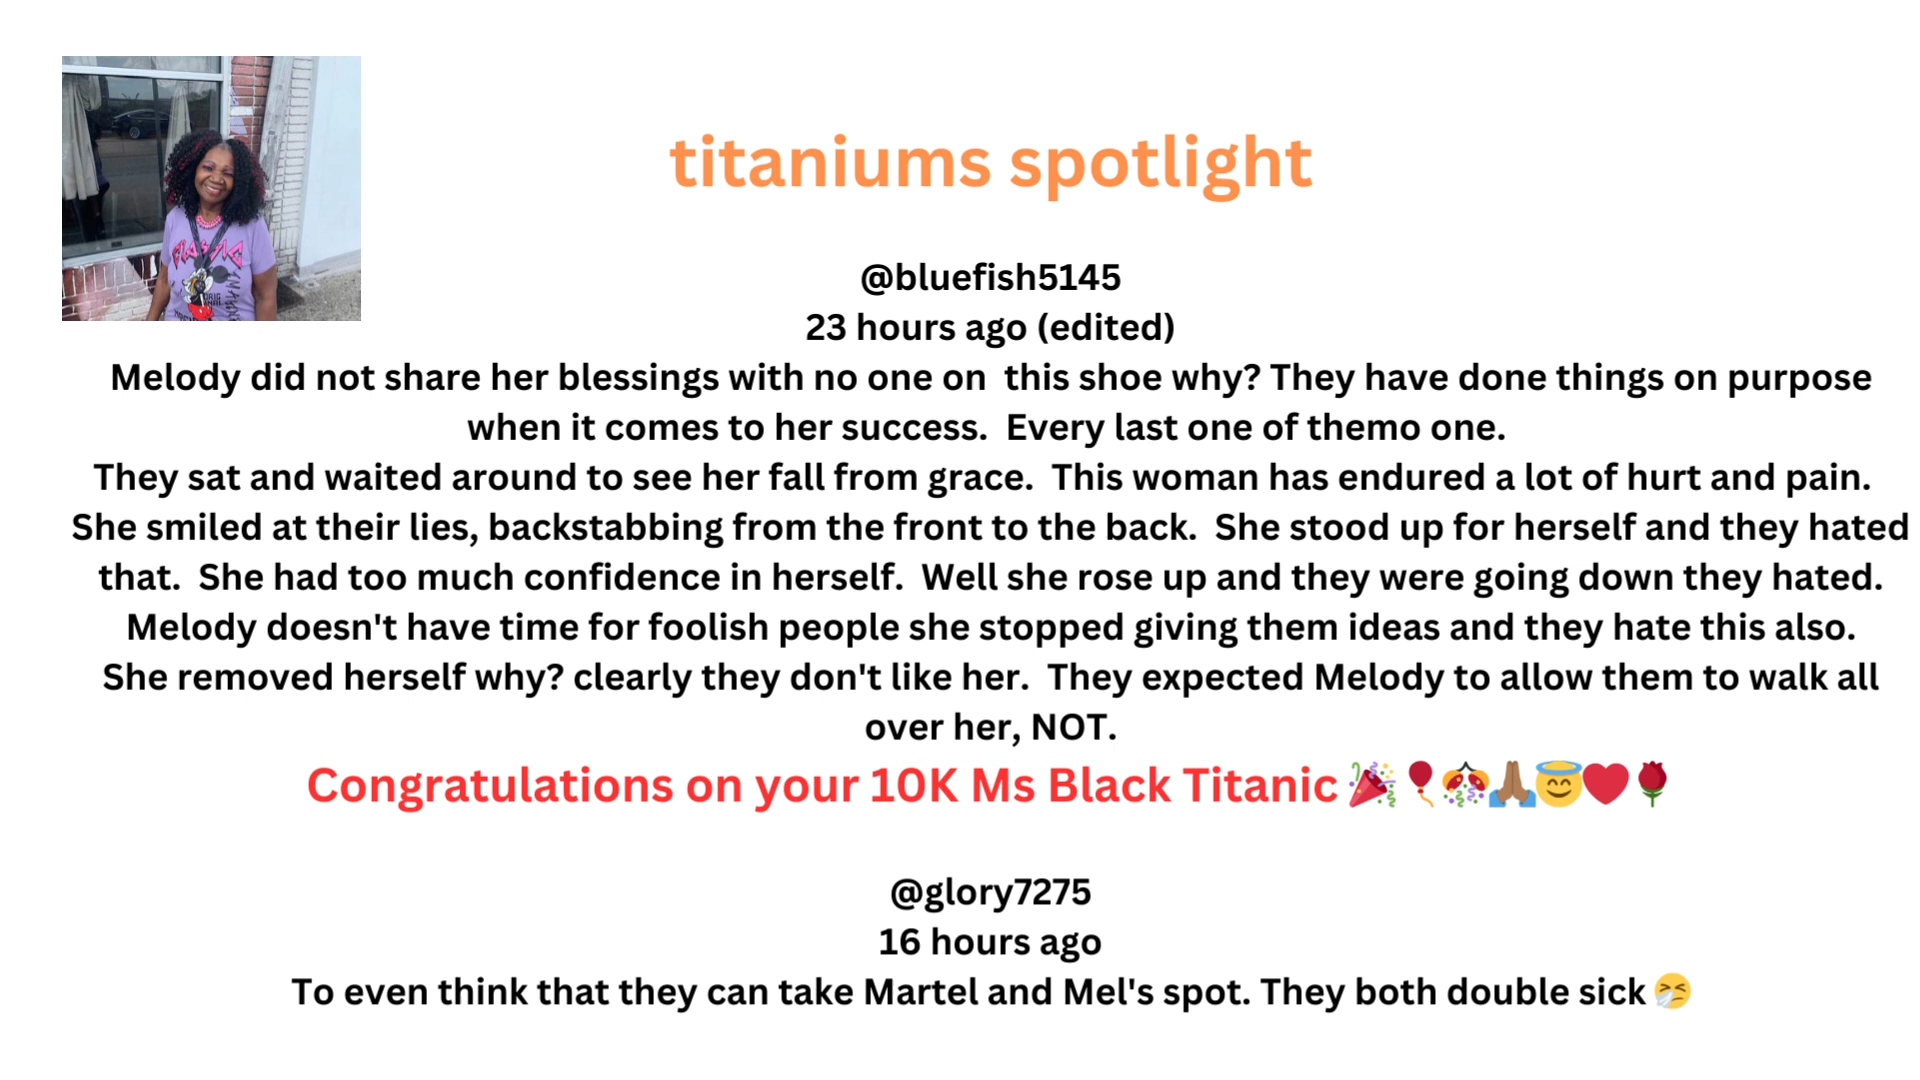 titaniums spotlight
@bluefish5145
23 hours ago (edited)
Melody did not share her blessings with no one on  this shoe why? They have done things on purpose
when it comes to her success.  Every last one of themo one.
They sat and waited around to see her fall from grace.  This woman has endured a lot of hurt and pain.
She smiled at their lies, backstabbing from the front to the back.  She stood up for herself and they hated
that.  She had too much confidence in herself.  Well she rose up and they were going down they hated.
Melody doesn't have time for foolish people she stopped giving them ideas and they hate this also.
She removed herself why? clearly they don't like her.  They expected Melody to allow them to walk all
over her, NOT.
Congratulations on your 10K Ms Black Titanic 🎉🎈🎊🙏🏽😇❤️🌹
@glory7275
16 hours ago
To even think that they can take Martel and Mel's spot. They both double sick 🤧
CLASSIC